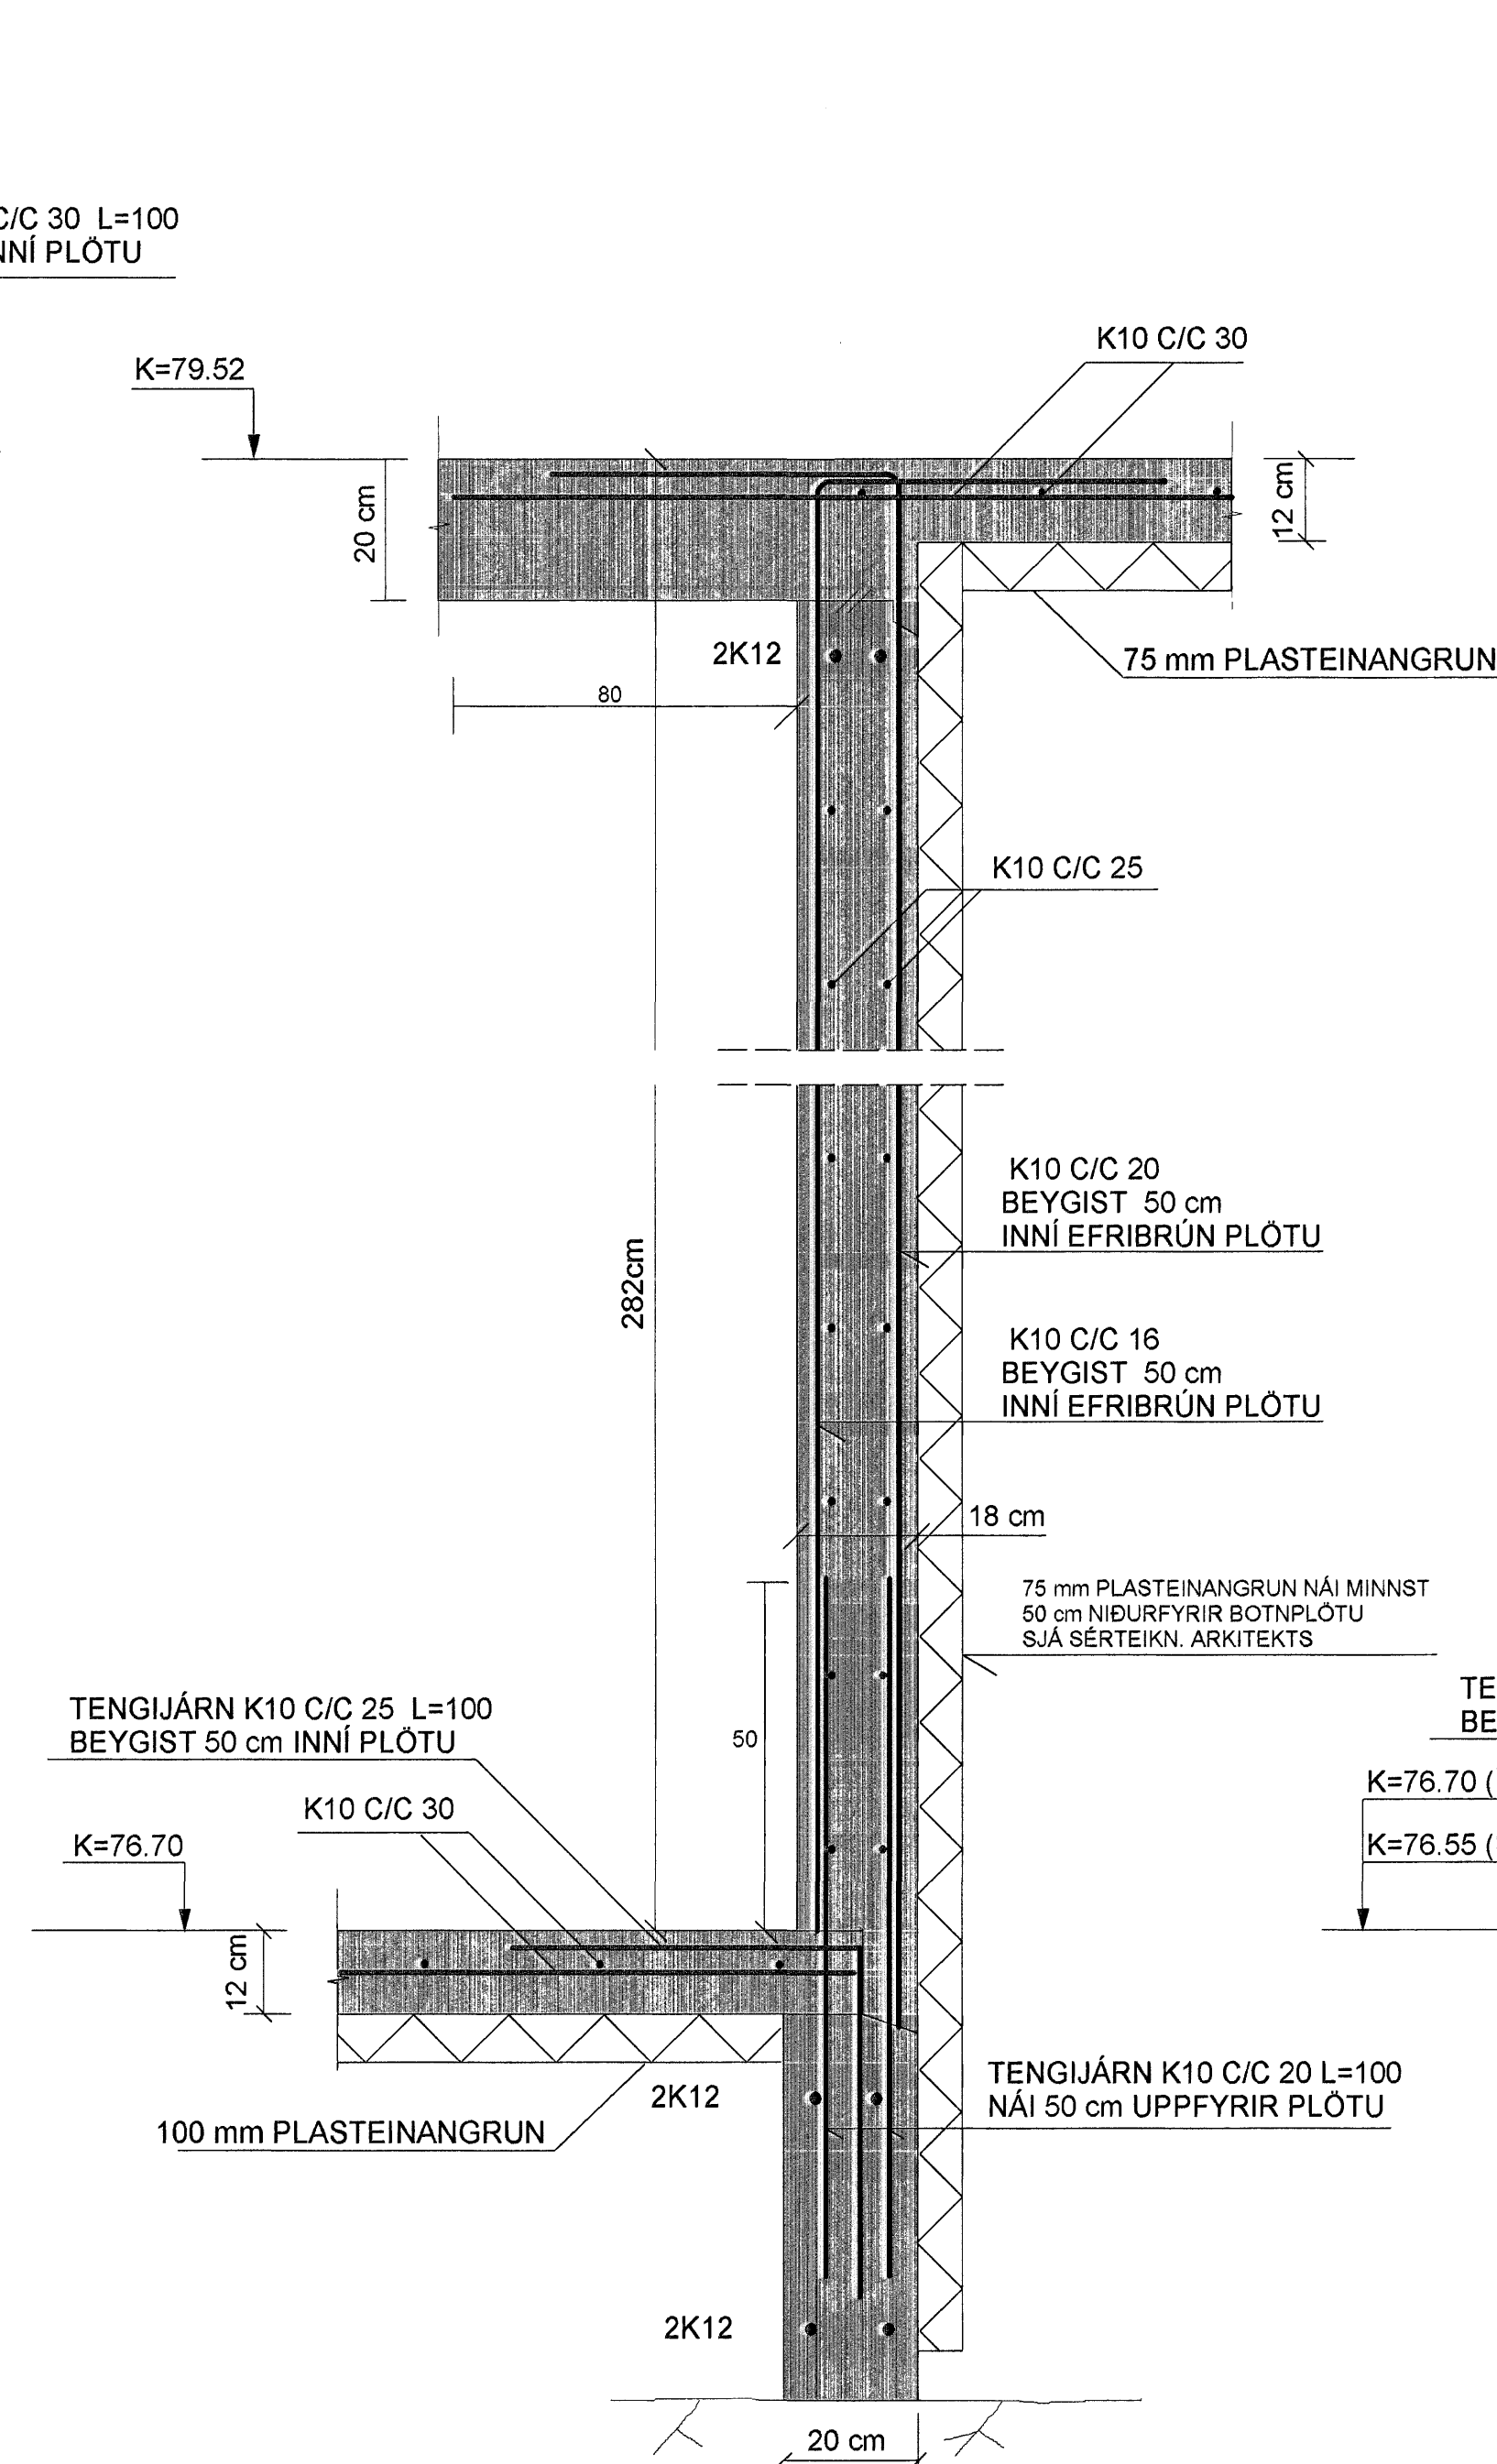 C/C 30 L=100
NNÍ PLÖTU
K10 C/C 30
K=79.52
20 cm
12 cm
2K12
75 mm PLASTEINANGRUN
80
K10 C/C 25
K10 C/C 20
BEYGIST 50 cm
INNÍ EFRIBRÚN PLÖTU
282cm
K10 C/C 16
BEYGIST 50 cm
INNÍ EFRIBRÚN PLÖTU
18 cm
75 mm PLASTEINANGRUN NÁI MINNST
50 cm NIÐURFYRIR BOTNPLÖTU
SJÁ SÉRTEIKN. ARKITEKTS
TENGIJÁRN K10 C/C 25 L=100
BEYGIST 50 cm INNÍ PLÖTU
50
TE
BE
K=76.70 (
K10 C/C 30
K=76.70
K=76.55 (
12 cm
TENGIJÁRN K10 C/C 20 L=100
NÁI 50 cm UPPFYRIR PLÖTU
2K12
100 mm PLASTEINANGRUN
2K12
20 cm